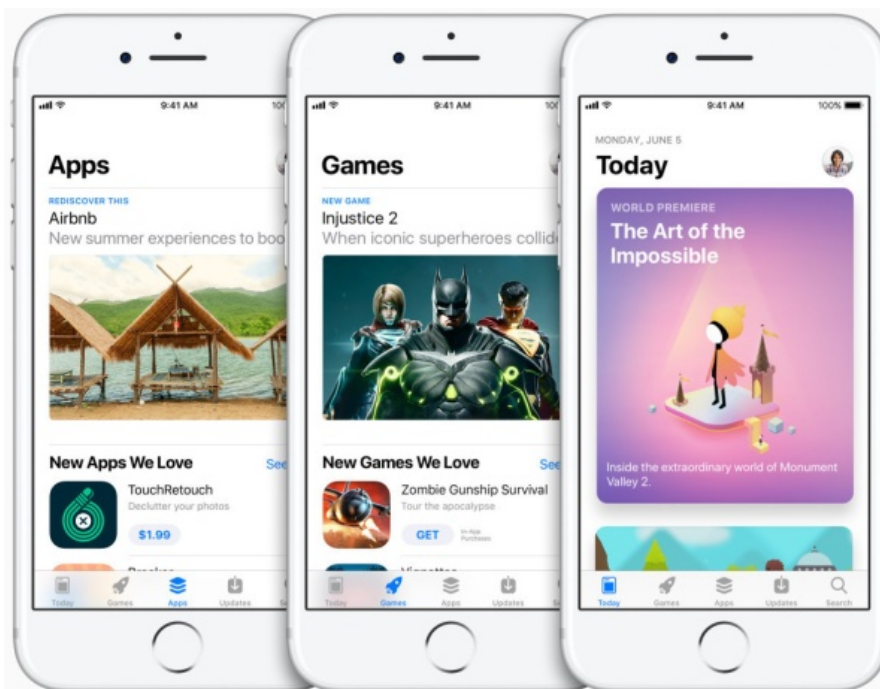 9:41 AM
Apps
REDISCOVER THIS
Airbnb
New summer experiences to boo
New Apps We Love
See
TouchRetouch
Declutter your photos
$1.99
Today
Games
Apps
Updates
9:41 AM
Games
NEW GAME
Injustice 2
When iconic superheroes collid
New Games We Love
See
Zombie Gunship Survival
Tour the apocalypse
GET
In-App
Purchases
Today
Games
Apps
Updates
9:41 AM
100%
MONDAY, JUNE 5
Today
WORLD PREMIERE
The Art of the
Impossible
Inside the extraordinary world of Monument
Valley 2.
Today
Games
Apps
Updates
Search